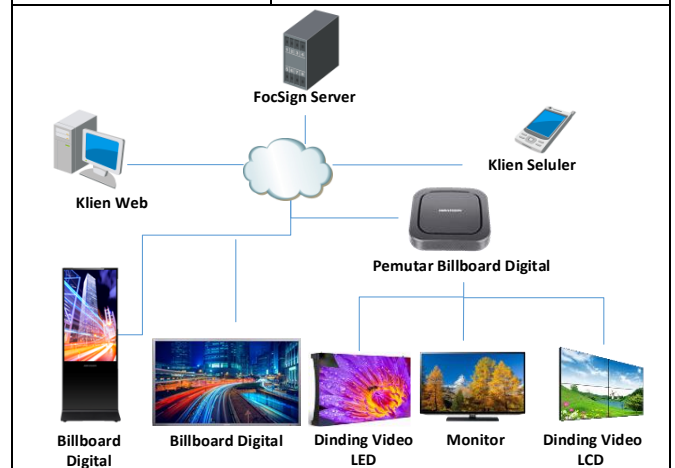 FocSign Server
Klien Seluler
Klien Web
HIKVISION
Pemutar Billboard Digital
Billboard
Digital
Billboard Digital
Dinding Video
LED
Monitor
Dinding Video
LCD